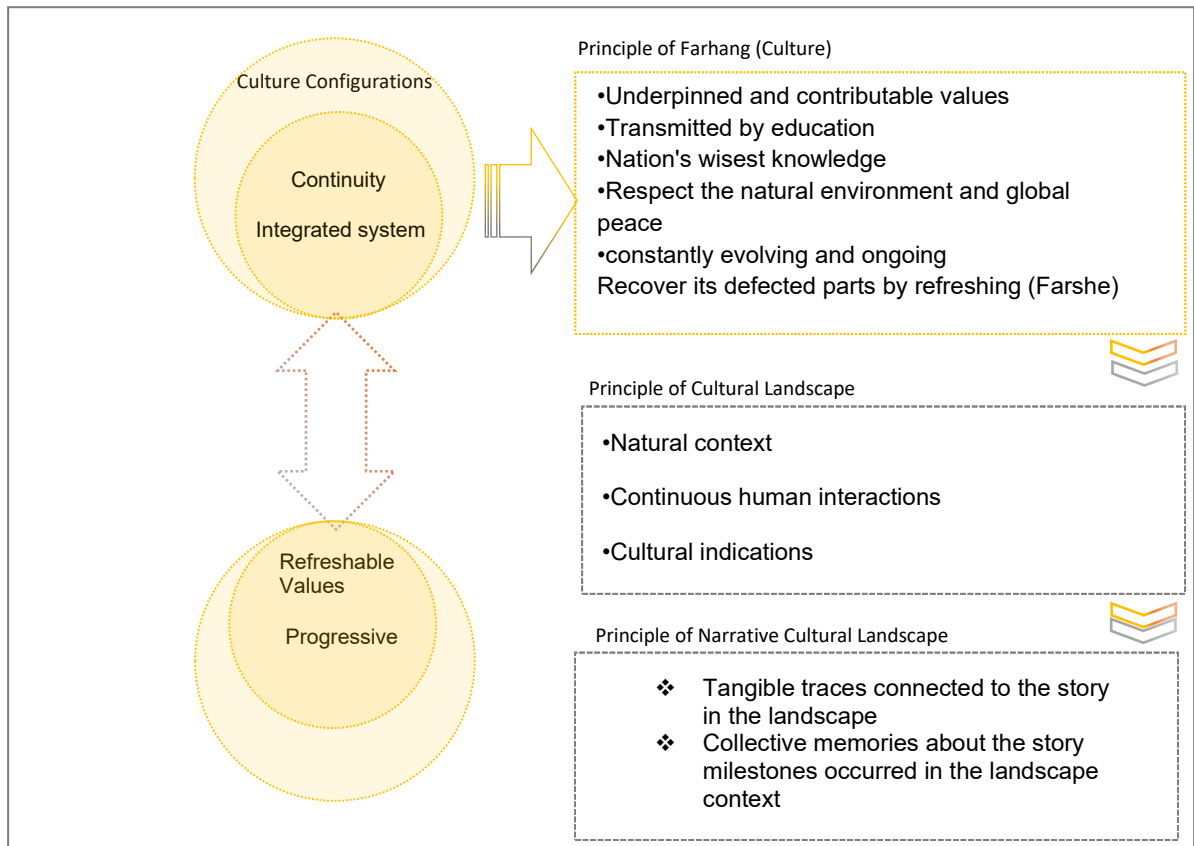 Culture Configurations
Continuity
Integrated system
Refreshable
Values
Progressive
Principle of Farhang (Culture)
•Underpinned and contributable values
•Transmitted by education
•Nation's wisest knowledge
•Respect the natural environment and global
peace
•constantly evolving and ongoing
Recover its defected parts by refreshing (Farshe)
Principle of Cultural Landscape
•Natural context
•Continuous human interactions
•Cultural indications
Principle of Narrative Cultural Landscape
❖ Tangible traces connected to the story
in the landscape
❖ Collective memories about the story
milestones occurred in the landscape
context